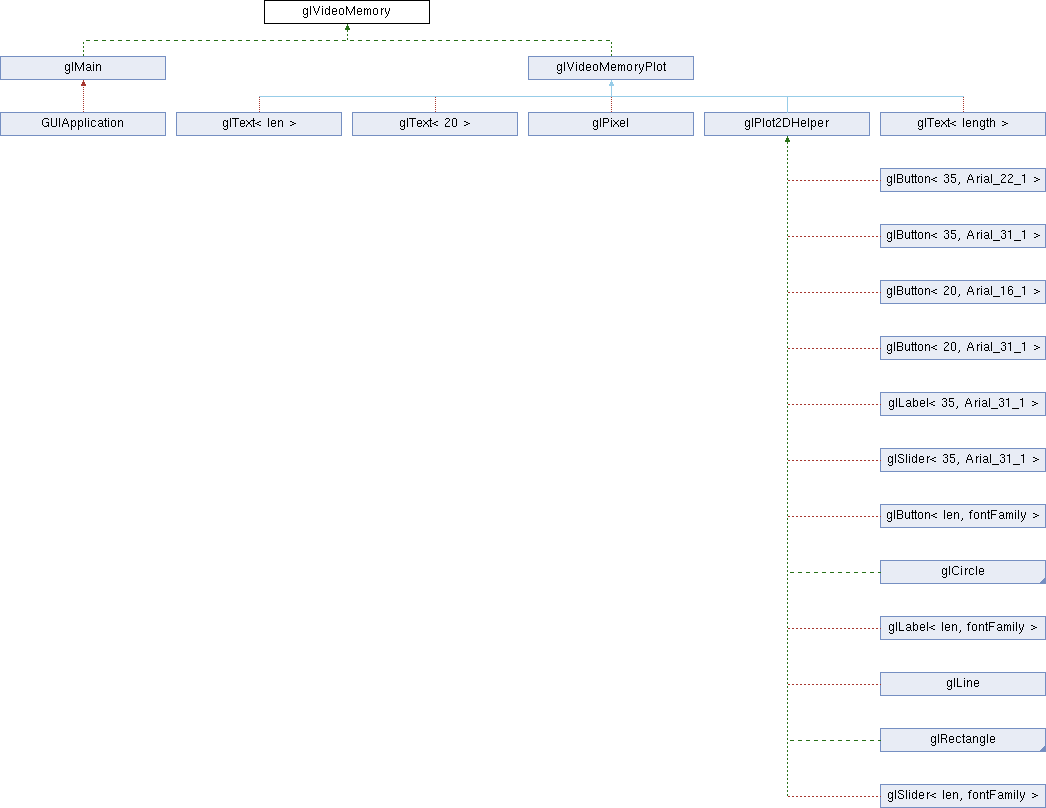 glVideoMemory
glMain
glVideoMemoryPlot
GUIApplication
glText< len >
glText< 20 >
glPixel
glPlot2DHelper
glText< length >
glButton< 35, Arial_22_1 >
glButton< 35, Arial_31_1 >
glButton< 20, Arial_16_1 >
glButton< 20, Arial_31_1 >
glLabel< 35, Arial_31_1 >
glSlider< 35, Arial_31_1 >
glButton< len, fontFamily >
glCircle
glLabel< len, fontFamily >
glLine
glRectangle
glSlider< len, fontFamily >